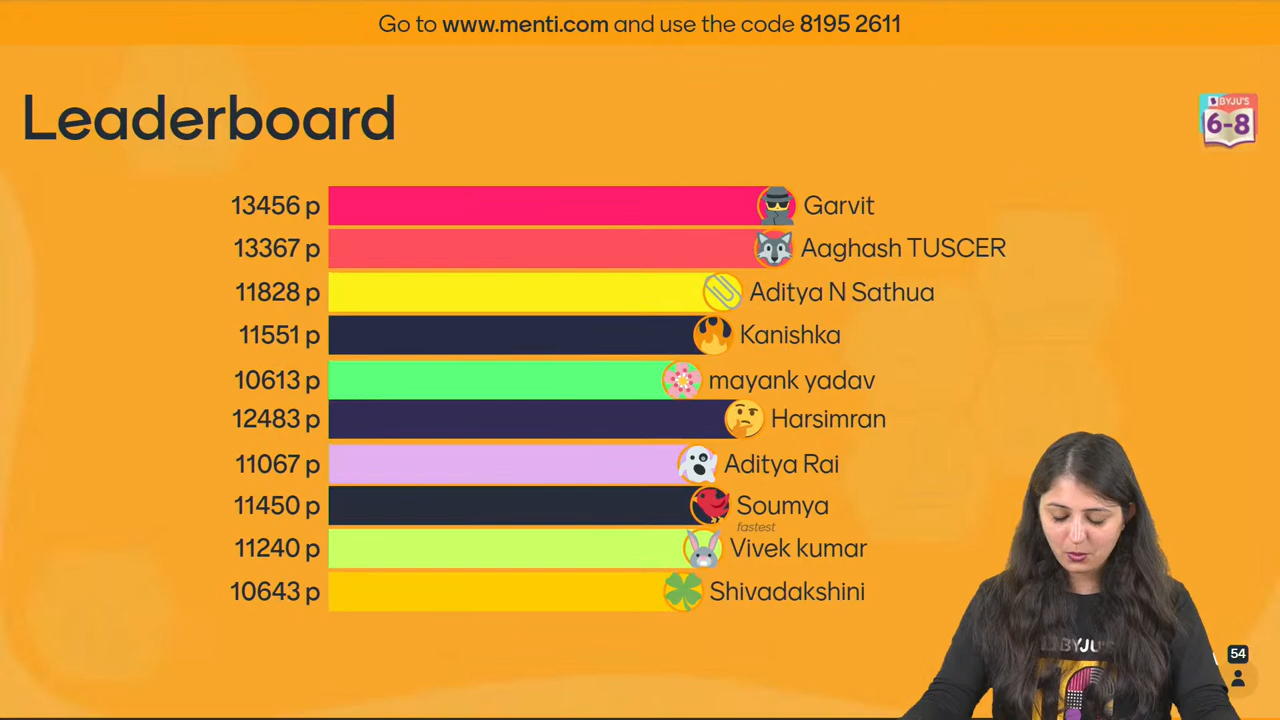 Go to www.menti.com and use the code 8195 2611
Leaderboard
BYJU'S
6-8
13456 p Garvit
13367 p Aaghash TUSCER
11828 p Aditya N Sathua
11551 p Kanishka
10613 p mayank yadav
12483 p Harsimran
11067 p Aditya Rai
11450 p Soumya
fastest
11240 p Vivek kumar
10643 p Shivadakshini
BYJU'S
54